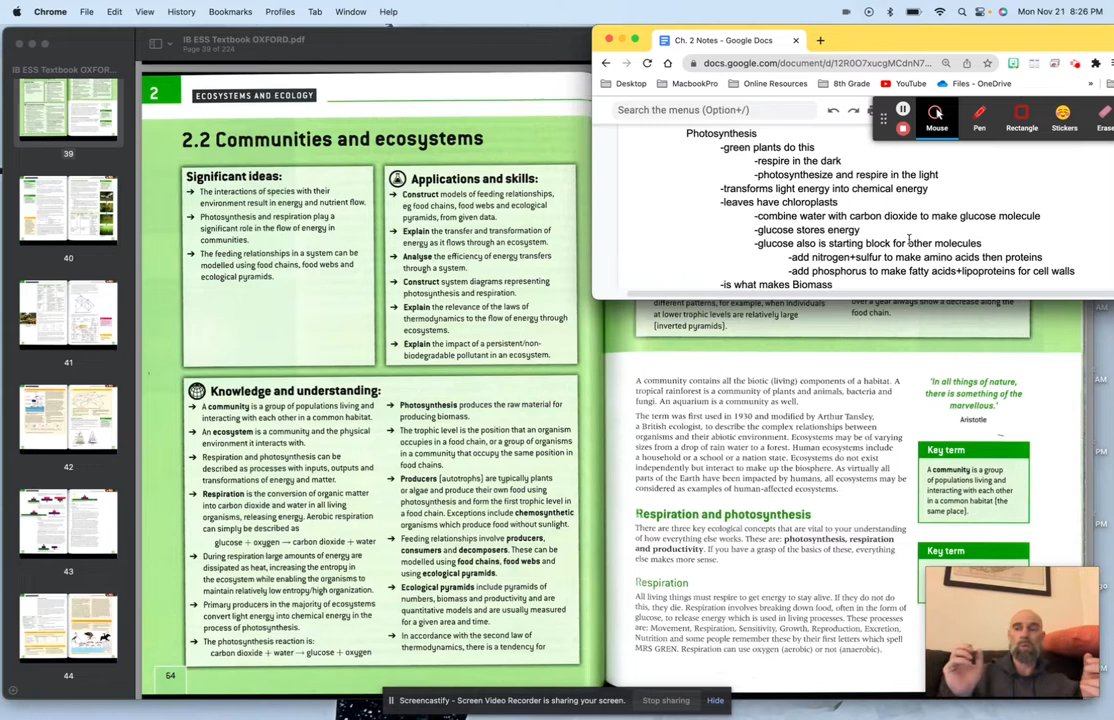 Chrome File Edit View History Bookmarks Profiles Tab Window Help
Mon Nov 21 8:26 PM
IB ESS Textbook OXFOR...
39
40
41
42
43
44
IB ESS Textbook OXFORD.pdf
Page 39 of 224
2
ECOSYSTEMS AND ECOLOGY
2.2 Communities and ecosystems
Significant ideas:
→ The interactions of species with their
environment result in energy and nutrient flow.
→ Photosynthesis and respiration play a
significant role in the flow of energy in
communities.
→ The feeding relationships in a system can be
modelled using food chains, food webs and
ecological pyramids.
Applications and skills:
→ Construct models of feeding relationships,
eg food chains, food webs and ecological
pyramids, from given data.
→ Explain the transfer and transformation of
energy as it flows through an ecosystem.
→ Analyse the efficiency of energy transfers
through a system.
→ Construct system diagrams representing
photosynthesis and respiration.
→ Explain the relevance of the laws of
thermodynamics to the flow of energy through
ecosystems.
→ Explain the impact of a persistent/non-
biodegradable pollutant in an ecosystem.
Knowledge and understanding:
→ A community is a group of populations living and
interacting with each other in a common habitat.
→ An ecosystem is a community and the physical
environment it interacts with.
→ Respiration and photosynthesis can be
described as processes with inputs, outputs and
transformations of energy and matter.
→ Respiration is the conversion of organic matter
into carbon dioxide and water in all living
organisms, releasing energy. Aerobic respiration
can simply be described as
glucose + oxygen → carbon dioxide + water
→ During respiration large amounts of energy are
dissipated as heat, increasing the entropy in
the ecosystem while enabling the organisms to
maintain relatively low entropy/high organization.
→ Primary producers in the majority of ecosystems
convert light energy into chemical energy in the
process of photosynthesis.
→ The photosynthesis reaction is:
carbon dioxide + water → glucose + oxygen
→ Photosynthesis produces the raw material for
producing biomass.
→ The trophic level is the position that an organism
occupies in a food chain, or a group of organisms
in a community that occupy the same position in
food chains.
→ Producers [autotrophs] are typically plants
or algae and produce their own food using
photosynthesis and form the first trophic level in
a food chain. Exceptions include chemosynthetic
organisms which produce food without sunlight.
→ Feeding relationships involve producers,
consumers and decomposers. These can be
modelled using food chains, food webs and
using ecological pyramids.
→ Ecological pyramids include pyramids of
numbers, biomass and productivity and are
quantitative models and are usually measured
for a given area and time.
→ In accordance with the second law of
thermodynamics, there is a tendency for
64
Ch. 2 Notes - Google Docs
docs.google.com/document/d/12R0O7xucgMCdnN7...
Desktop MacbookPro Online Resources 8th Grade YouTube Files - OneDrive
Search the menus (Option+/)
Mouse Pen Rectangle Stickers Erase
Photosynthesis
-green plants do this
-respire in the dark
-photosynthesize and respire in the light
-transforms light energy into chemical energy
-leaves have chloroplasts
-combine water with carbon dioxide to make glucose molecule
-glucose stores energy
-glucose also is starting block for other molecules
-add nitrogen+sulfur to make amino acids then proteins
-add phosphorus to make fatty acids+lipoproteins for cell walls
-is what makes Biomass
different patterns, for example, when individuals
at lower trophic levels are relatively large
[inverted pyramids].
over a year always show a decrease along the
food chain.
A community contains all the biotic (living) components of a habitat. A
tropical rainforest is a community of plants and animals, bacteria and
fungi. An aquarium is a community as well.
The term was first used in 1930 and modified by Arthur Tansley,
a British ecologist, to describe the complex relationships between
organisms and their abiotic environment. Ecosystems may be of varying
sizes from a drop of rain water to a forest. Human ecosystems include
a household or a school or a nation state. Ecosystems do not exist
independently but interact to make up the biosphere. As virtually all
parts of the Earth have been impacted by humans, all ecosystems may be
considered as examples of human-affected ecosystems.
Respiration and photosynthesis
There are three key ecological concepts that are vital to your understanding
of how everything else works. These are: photosynthesis, respiration
and productivity. If you have a grasp of the basics of these, everything
else makes more sense.
Respiration
All living things must respire to get energy to stay alive. If they do not do
this, they die. Respiration involves breaking down food, often in the form of
glucose, to release energy which is used in living processes. These processes
are: Movement, Respiration, Sensitivity, Growth, Reproduction, Excretion,
Nutrition and some people remember these by their first letters which spell
MRS GREN. Respiration can use oxygen (aerobic) or not (anaerobic).
'In all things of nature,
there is something of the
marvellous.'
Aristotle
Key term
A community is a group
of populations living and
interacting with each other
in a common habitat [the
same place].
Key term
Screencastify - Screen Video Recorder is sharing your screen. Stop sharing Hide